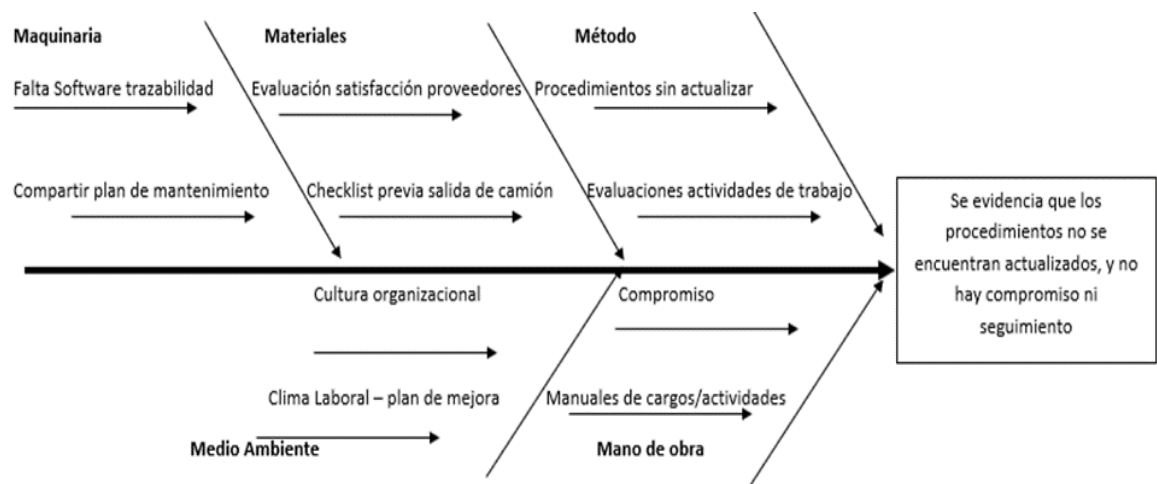 Maquinaria
Materiales
Método
Falta Software trazabilidad
Evaluación satisfacción proveedores
Procedimientos sin actualizar
Compartir plan de mantenimiento
Checklist previa salida de camión
Evaluaciones actividades de trabajo
Se evidencia que los
procedimientos no se
encuentran actualizados, y no
hay compromiso ni
seguimiento
Cultura organizacional
Compromiso
Clima Laboral – plan de mejora
Manuales de cargos/actividades
Medio Ambiente
Mano de obra